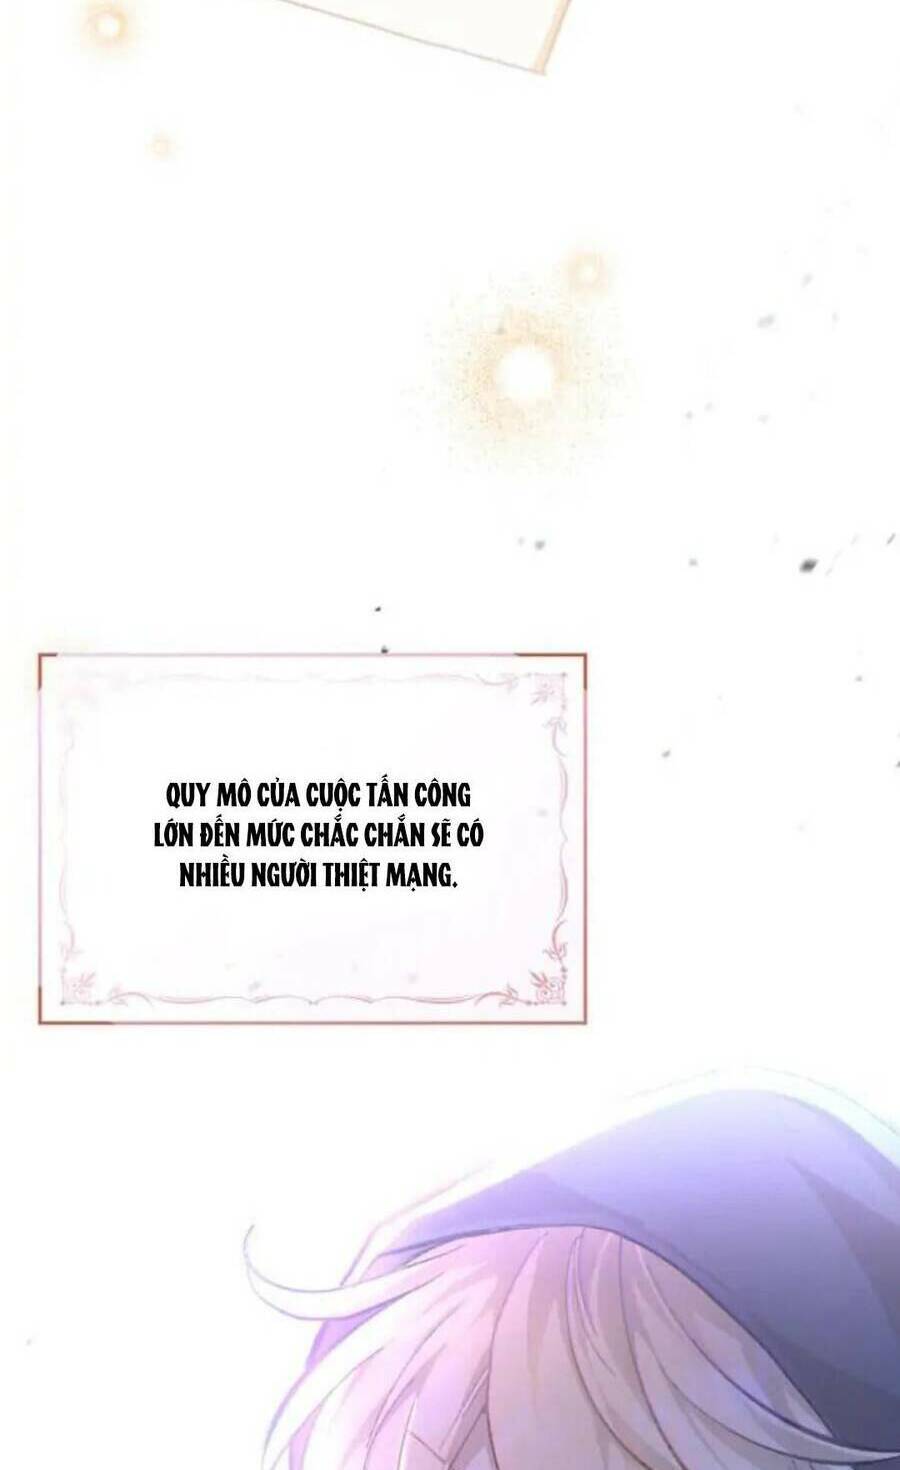 QUY MÔ CỦA CUỘC TẤN CÔNG
LỚN ĐẾN MỨC CHẮC CHẮN SẼ CÓ
NHIỀU NGƯỜI THIỆT MẠNG.